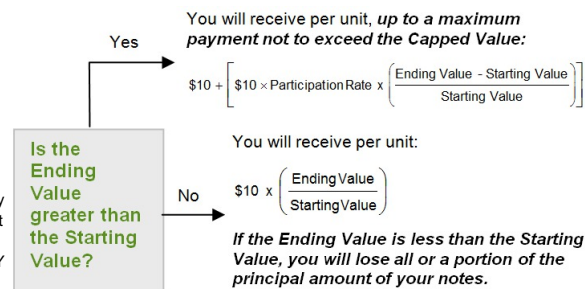 You will receive per unit, up to a maximum
payment not to exceed the Capped Value:
Yes
$10 + [ $10 × Participation Rate x ( Ending Value - Starting Value / Starting Value ) ]
Is the
Ending
Value
greater than
the Starting
Value?
You will receive per unit:
No
$10 x ( Ending Value / Starting Value )
If the Ending Value is less than the Starting
Value, you will lose all or a portion of the
principal amount of your notes.